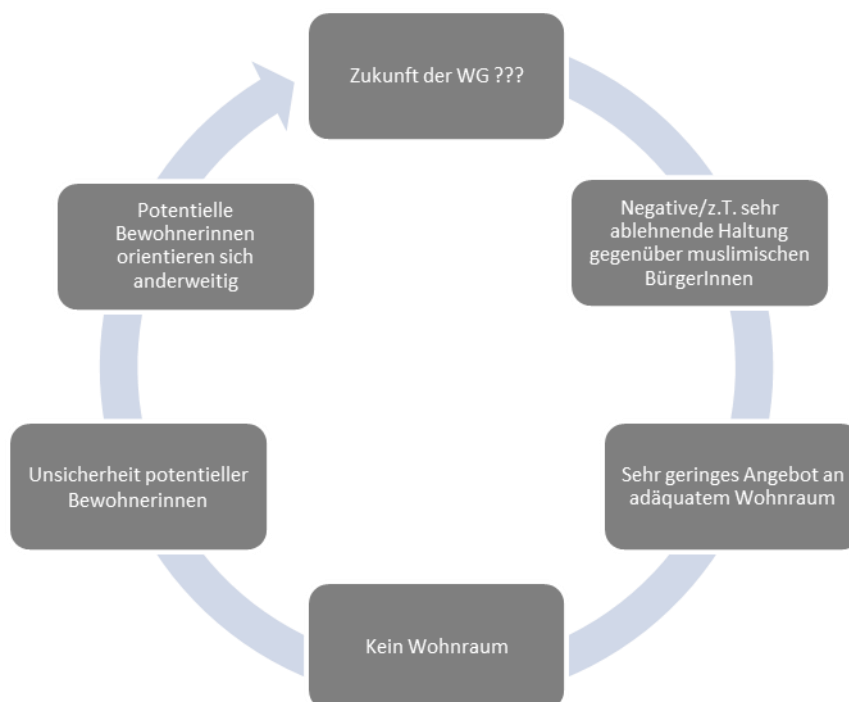 Zukunft der WG ???
Negative/z.T. sehr
ablehnende Haltung
gegenüber muslimischen
BürgerInnen
Sehr geringes Angebot an
adäquatem Wohnraum
Kein Wohnraum
Unsicherheit potentieller
Bewohnerinnen
Potentielle
Bewohnerinnen
orientieren sich
anderweitig